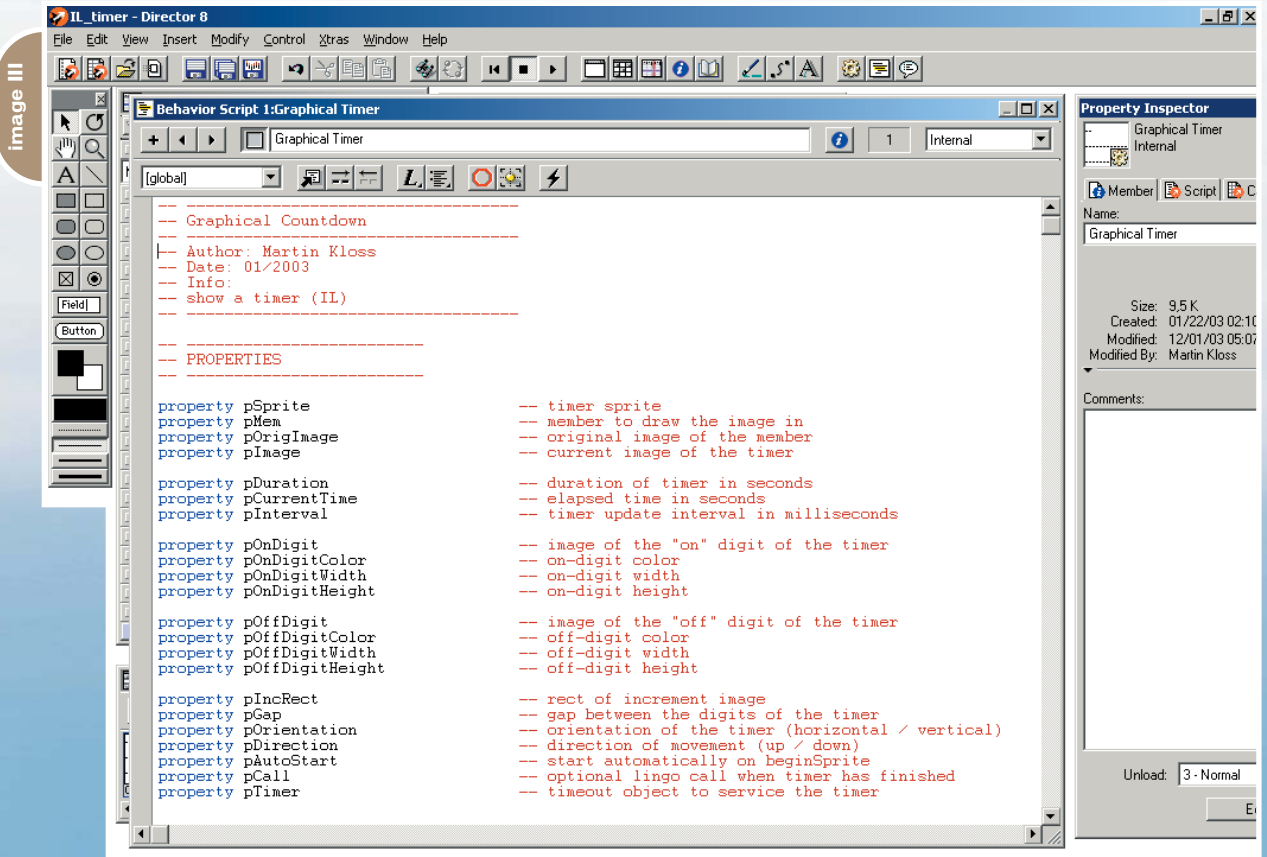 image III
IL_timer - Director 8
File Edit View Insert Modify Control Xtras Window Help
A
Field
Button
Behavior Script 1:Graphical Timer
Graphical Timer
1
Internal
[global]
L
-- -----------------------------------
-- Graphical Countdown
-- -----------------------------------
-- Author: Martin Kloss
-- Date: 01/2003
-- Info:
-- show a timer (IL)
-- -----------------------------------
-- -------------------------
-- PROPERTIES
-- -------------------------
property pSprite -- timer sprite
property pMem -- member to draw the image in
property pOrigImage -- original image of the member
property pImage -- current image of the timer
property pDuration -- duration of timer in seconds
property pCurrentTime -- elapsed time in seconds
property pInterval -- timer update interval in milliseconds
property pOnDigit -- image of the "on" digit of the timer
property pOnDigitColor -- on-digit color
property pOnDigitWidth -- on-digit width
property pOnDigitHeight -- on-digit height
property pOffDigit -- image of the "off" digit of the timer
property pOffDigitColor -- off-digit color
property pOffDigitWidth -- off-digit width
property pOffDigitHeight -- off-digit height
property pIncRect -- rect of increment image
property pGap -- gap between the digits of the timer
property pOrientation -- orientation of the timer (horizontal / vertical)
property pDirection -- direction of movement (up / down)
property pAutoStart -- start automatically on beginSprite
property pCall -- optional lingo call when timer has finished
property pTimer -- timeout object to service the timer
Property Inspector
Graphical Timer
Internal
Member Script
Name:
Graphical Timer
Size: 9,5 K
Created: 01/22/03 02:10
Modified: 12/01/03 05:07
Modified By: Martin Kloss
Comments:
Unload: 3 - Normal